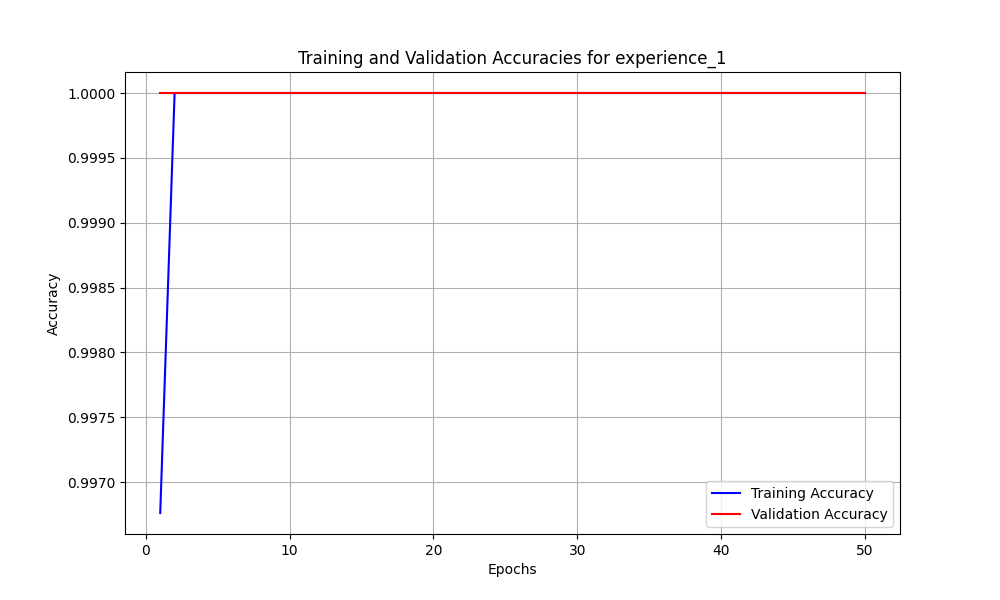 Training and Validation Accuracies for experience_1
1.0000
0.9995
0.9990
0.9985
0.9980
0.9975
0.9970
Accuracy
Training Accuracy
Validation Accuracy
0 10 20 30 40 50
Epochs